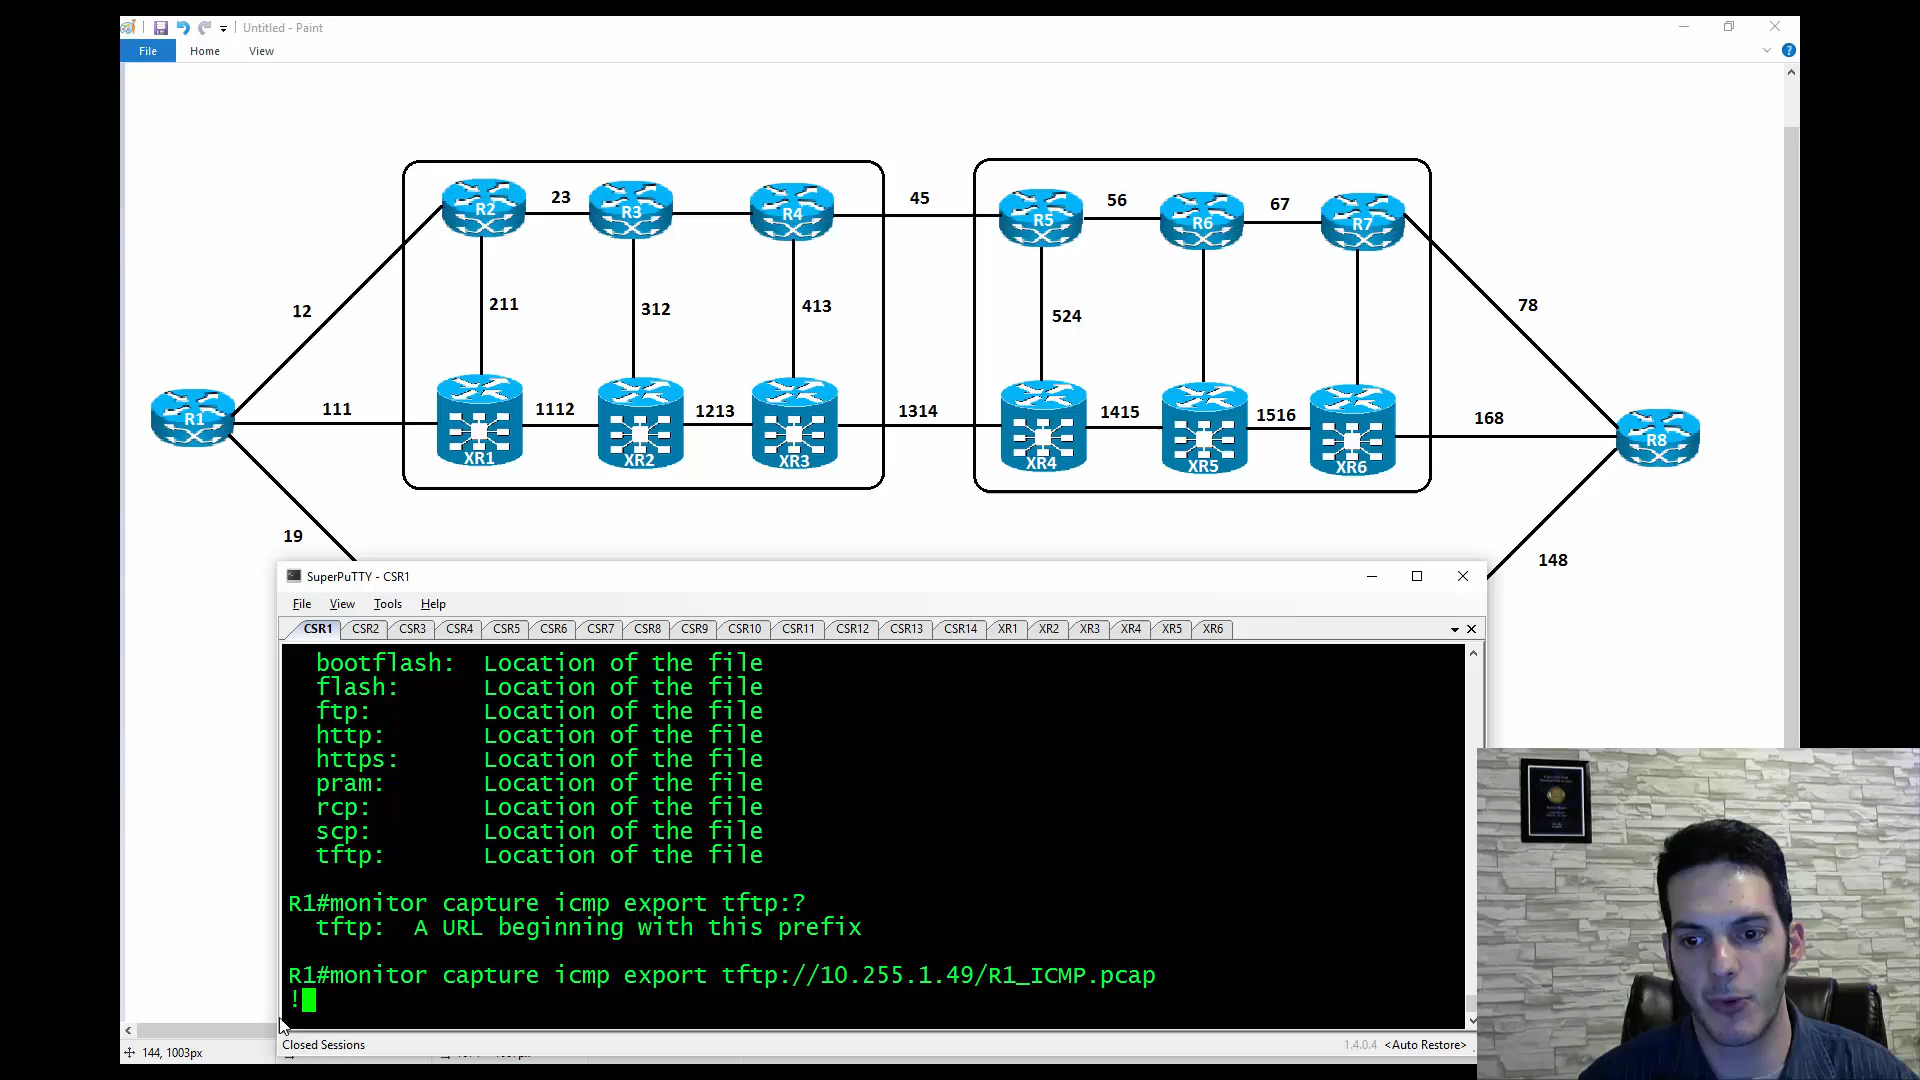 Untitled - Paint
File Home View
R2 23 R3 R4 45 R5 56 R6 67 R7
12 211 312 413 524 78
R1 111 XR1 1112 XR2 1213 XR3 1314 XR4 1415 XR5 1516 XR6 168 R8
19 148
SuperPuTTY - CSR1
File View Tools Help
CSR1 CSR2 CSR3 CSR4 CSR5 CSR6 CSR7 CSR8 CSR9 CSR10 CSR11 CSR12 CSR13 CSR14 XR1 XR2 XR3 XR4 XR5 XR6
bootflash: Location of the file
flash: Location of the file
ftp: Location of the file
http: Location of the file
https: Location of the file
pram: Location of the file
rcp: Location of the file
scp: Location of the file
tftp: Location of the file
R1#monitor capture icmp export tftp:?
tftp: A URL beginning with this prefix
R1#monitor capture icmp export tftp://10.255.1.49/R1_ICMP.pcap
!
Closed Sessions 1.4.0.4 <Auto Restore>
144, 1003px